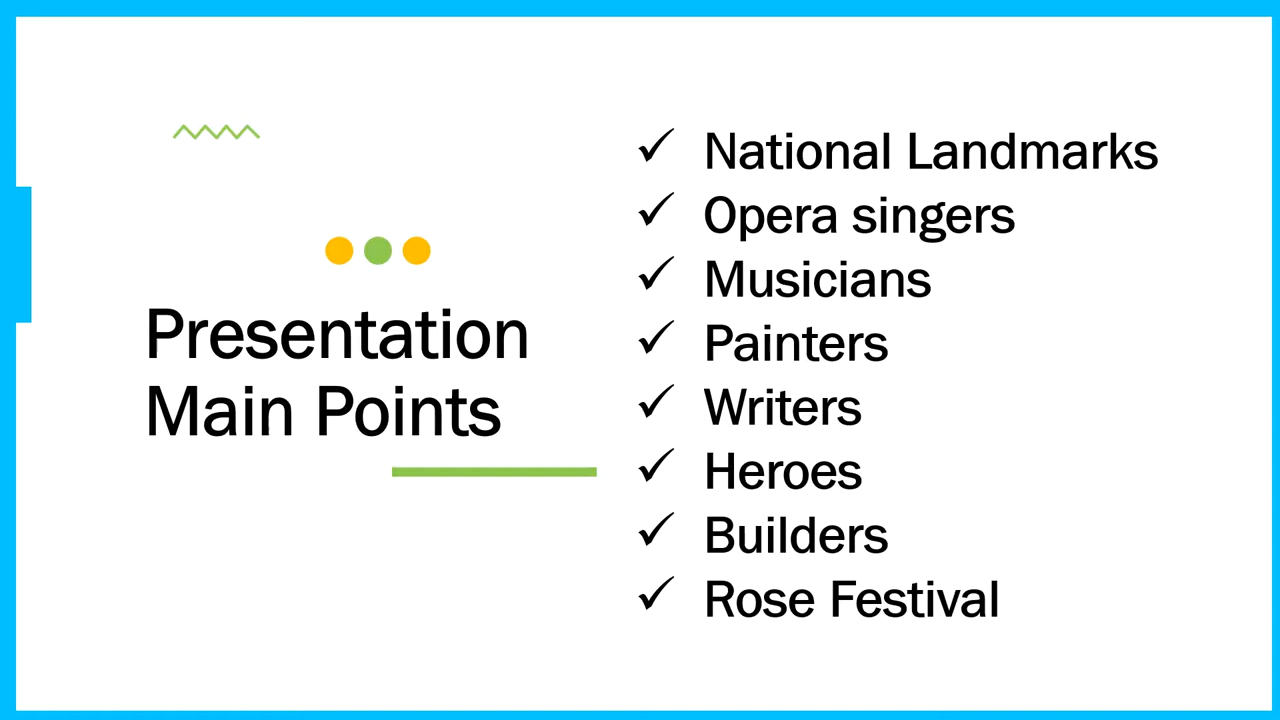 Presentation
Main Points
National Landmarks
Opera singers
Musicians
Painters
Writers
Heroes
Builders
Rose Festival